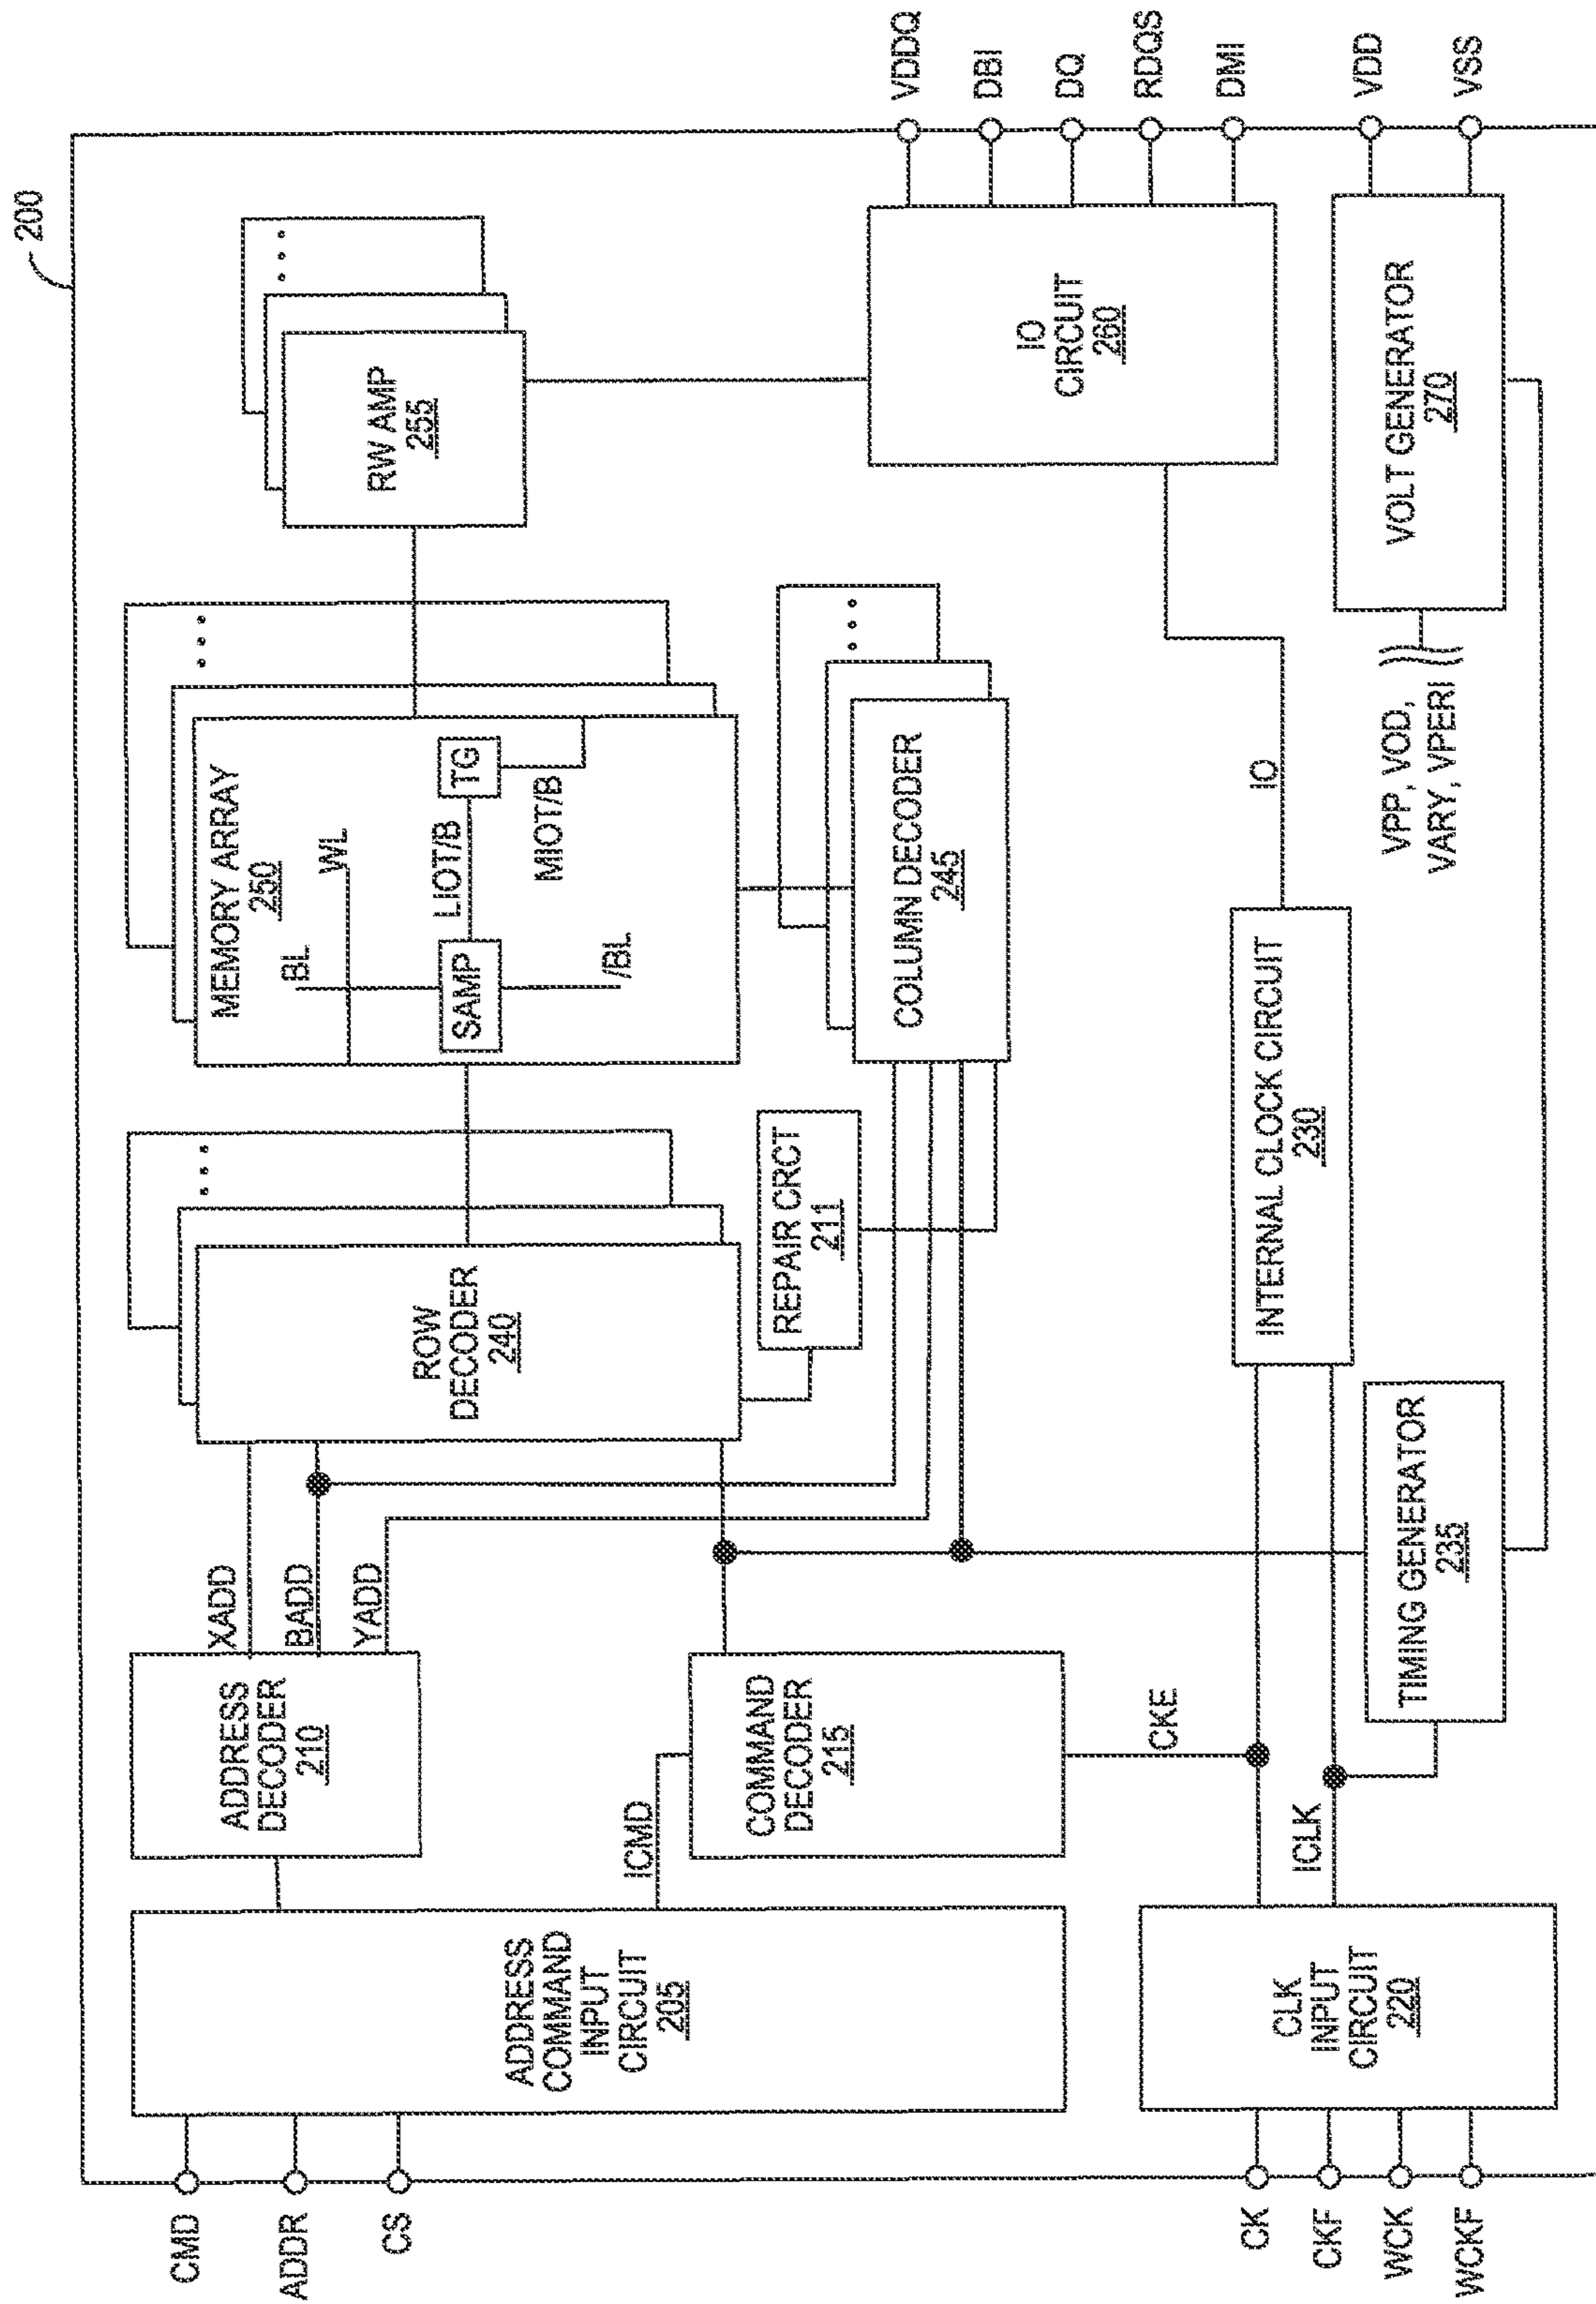 200
CMD
ADDR
CS
CK
CKF
WCK
WCKF
ADDRESS
COMMAND
INPUT
CIRCUIT
205
CLK
INPUT
CIRCUIT
220
ADDRESS
DECODER
210
ICMD
COMMAND
DECODER
215
CKE
ICLK
XADD
BADD
YADD
TIMING GENERATOR
235
ROW
DECODER
240
REPAIR CRCT
211
INTERNAL CLOCK CIRCUIT
230
MEMORY ARRAY
250
BL
WL
SAMP
/BL
LIOT/B
TG
MIOT/B
COLUMN DECODER
245
IO
VPP, VOD,
VARY, VPERI
RW AMP
255
IO
CIRCUIT
260
VOLT GENERATOR
270
VDDQ
DBI
DQ
RDQS
DMI
VDD
VSS